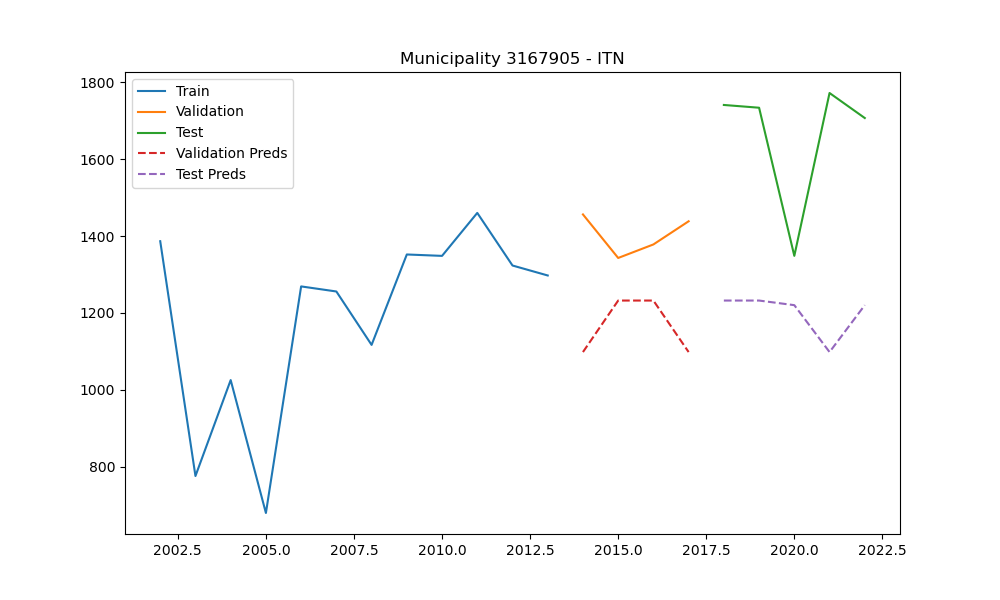 Municipality 3167905 - ITN
1800
1600
1400
1200
1000
800
Train
Validation
Test
Validation Preds
Test Preds
2002.5 2005.0 2007.5 2010.0 2012.5 2015.0 2017.5 2020.0 2022.5